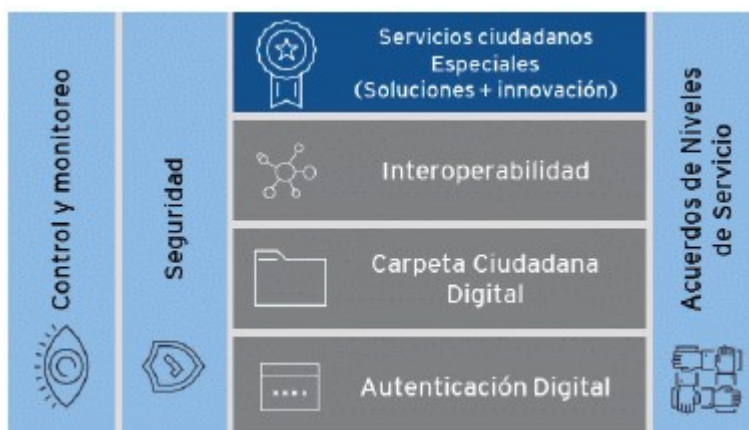 Control y monitoreo
Seguridad
Servicios ciudadanos
Especiales
(Soluciones + innovación)
Interoperabilidad
Carpeta Ciudadana
Digital
Autenticación Digital
Acuerdos de Niveles
de Servicio